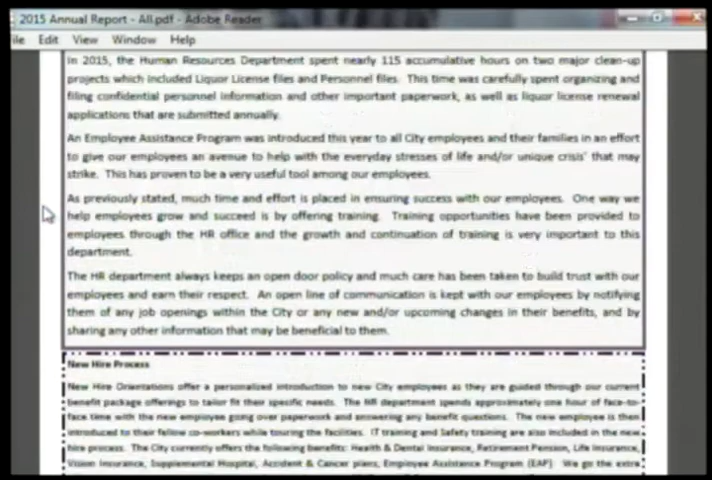 2015 Annual Report - All.pdf - Adobe Reader
ile Edit View Window Help
In 2015, the Human Resources Department spent nearly 115 accumulative hours on two major clean-up
projects which included Liquor License files and Personnel files. This time was carefully spent organizing and
filing confidential personnel information and other important paperwork, as well as liquor license renewal
applications that are submitted annually.
An Employee Assistance Program was introduced this year to all City employees and their families in an effort
to give our employees an avenue to help with the everyday stresses of life and/or unique crisis' that may
strike. This has proven to be a very useful tool among our employees.
As previously stated, much time and effort is placed in ensuring success with our employees. One way we
help employees grow and succeed is by offering training. Training opportunities have been provided to
employees through the HR office and the growth and continuation of training is very important to this
department.
The HR department always keeps an open door policy and much care has been taken to build trust with our
employees and earn their respect. An open line of communication is kept with our employees by notifying
them of any job openings within the City or any new and/or upcoming changes in their benefits, and by
sharing any other information that may be beneficial to them.
New Hire Process
New Hire Orientations offer a personalized introduction to new City employees as they are guided through our current
benefit package offerings to tailor fit their specific needs. The HR department spends approximately one hour of face-to-
face time with the new employee going over paperwork and answering any benefit questions. The new employee is then
introduced to their fellow co-workers while touring the facilities. IT training and Safety training are also included in the new
hire process. The City currently offers the following benefits: Health & Dental Insurance, Retirement Pension, Life Insurance,
Vision Insurance, Supplemental Hospital, Accident & Cancer plans, Employee Assistance Program (EAP). We go the extra